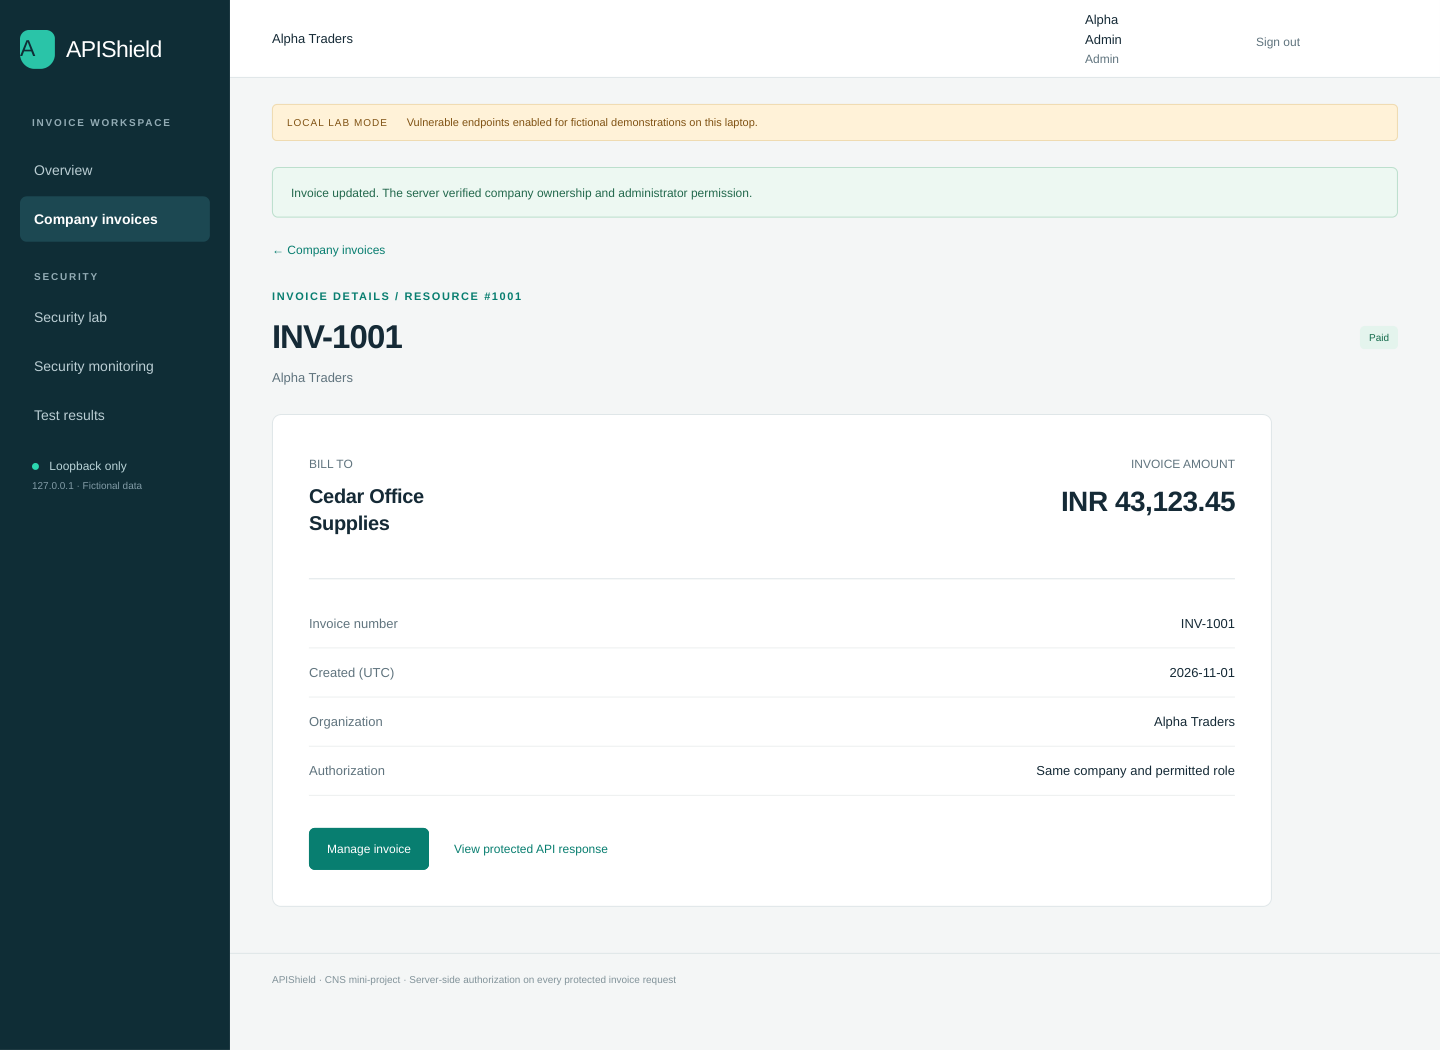 A APIShield
INVOICE WORKSPACE
Overview
Company invoices
SECURITY
Security lab
Security monitoring
Test results
Loopback only
127.0.0.1 · Fictional data
Alpha Traders
Alpha
Admin
Admin
Sign out
LOCAL LAB MODE Vulnerable endpoints enabled for fictional demonstrations on this laptop.
Invoice updated. The server verified company ownership and administrator permission.
← Company invoices
INVOICE DETAILS / RESOURCE #1001
INV-1001
Paid
Alpha Traders
BILL TO
Cedar Office
Supplies
INVOICE AMOUNT
INR 43,123.45
Invoice number INV-1001
Created (UTC) 2026-11-01
Organization Alpha Traders
Authorization Same company and permitted role
Manage invoice View protected API response
APIShield · CNS mini-project · Server-side authorization on every protected invoice request